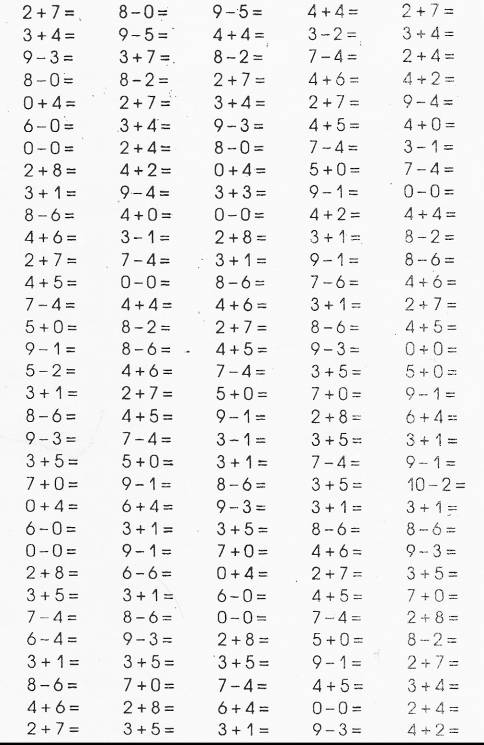 2+7= 8-0= 9-5= 4+4= 2+7=
3+4= 9-5= 4+4= 3-2= 3+4=
9-3= 3+7= 8-2= 7-4= 2+4=
8-0= 8-2= 2+7= 4+6= 4+2=
0+4= 2+7= 3+4= 2+7= 9-4=
6-0= 3+4= 9-3= 4+5= 4+0=
0-0= 2+4= 8-0= 7-4= 3-1=
2+8= 4+2= 0+4= 5+0= 7-4=
3+1= 9-4= 3+3= 9-1= 0-0=
8-6= 4+0= 0-0= 4+2= 4+4=
4+6= 3-1= 2+8= 3+1= 8-2=
2+7= 7-4= 3+1= 9-1= 8-6=
4+5= 0-0= 8-6= 7-6= 4+6=
7-4= 4+4= 4+6= 3+1= 2+7=
5+0= 8-2= 2+7= 8-6= 4+5=
9-1= 8-6= 4+5= 9-3= 0+0=
5-2= 4+6= 7-4= 3+5= 5+0=
3+1= 2+7= 5+0= 7+0= 9-1=
8-6= 4+5= 9-1= 2+8= 6+4=
9-3= 7-4= 3-1= 3+5= 3+1=
3+5= 5+0= 3+1= 7-4= 9-1=
7+0= 9-1= 8-6= 3+5= 10-2=
0+4= 6+4= 9-3= 3+1= 3+1=
6-0= 3+1= 3+5= 8-6= 8-6=
0-0= 9-1= 7+0= 4+6= 9-3=
2+8= 6-6= 0+4= 2+7= 3+5=
3+5= 3+1= 6-0= 4+5= 7+0=
7-4= 8-6= 0-0= 7-4= 2+8=
6-4= 9-3= 2+8= 5+0= 8-2=
3+1= 3+5= 3+5= 9-1= 2+7=
8-6= 7+0= 7-4= 4+5= 3+4=
4+6= 2+8= 6+4= 0-0= 2+4=
2+7= 3+5= 3+1= 9-3= 4+2=